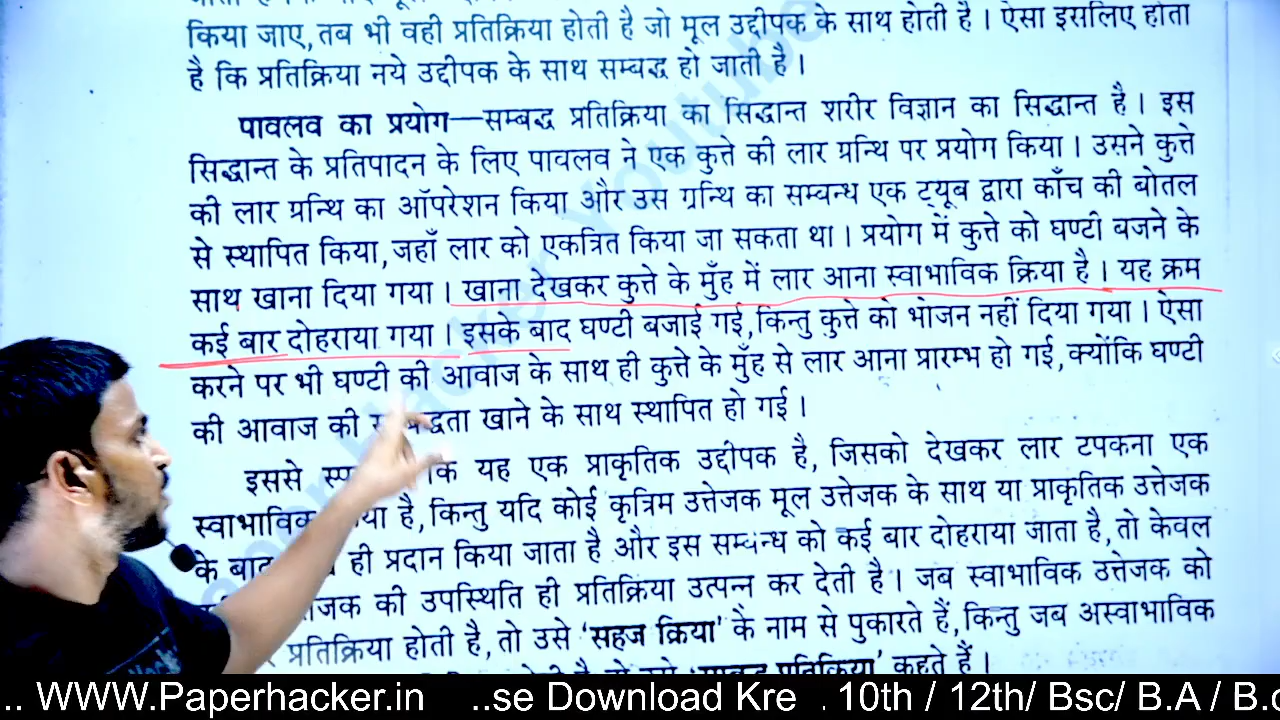 किया जाए, तब भी वही प्रतिक्रिया होती है जो मूल उद्दीपक के साथ होती है । ऐसा इसलिए होता
है कि प्रतिक्रिया नये उद्दीपक के साथ सम्बद्ध हो जाती है ।
पावलव का प्रयोग—सम्बद्ध प्रतिक्रिया का सिद्धान्त शरीर विज्ञान का सिद्धान्त है । इस
सिद्धान्त के प्रतिपादन के लिए पावलव ने एक कुत्ते की लार ग्रन्थि पर प्रयोग किया । उसने कुत्ते
की लार ग्रन्थि का ऑपरेशन किया और उस ग्रन्थि का सम्बन्ध एक ट्यूब द्वारा काँच की बोतल
से स्थापित किया, जहाँ लार को एकत्रित किया जा सकता था । प्रयोग में कुत्ते को घण्टी बजने के
साथ खाना दिया गया । खाना देखकर कुत्ते के मुँह में लार आना स्वाभाविक क्रिया है । यह क्रम
कई बार दोहराया गया । इसके बाद घण्टी बजाई गई, किन्तु कुत्ते को भोजन नहीं दिया गया । ऐसा
करने पर भी घण्टी की आवाज के साथ ही कुत्ते के मुँह से लार आना प्रारम्भ हो गई, क्योंकि घण्टी
की आवाज की खाने के साथ स्थापित हो गई ।
इससे यह एक प्राकृतिक उद्दीपक है, जिसको देखकर लार टपकना एक
स्वाभाविक है, किन्तु यदि कोई कृत्रिम उत्तेजक मूल उत्तेजक के साथ या प्राकृतिक उत्तेजक
के बाद ही प्रदान किया जाता है और इस सम्बन्ध को कई बार दोहराया जाता है, तो केवल
की उपस्थिति ही प्रतिक्रिया उत्पन्न कर देती है । जब स्वाभाविक उत्तेजक को
प्रतिक्रिया होती है, तो उसे ‘सहज क्रिया’ के नाम से पुकारते हैं, किन्तु जब अस्वाभाविक
कहते हैं ।
.. WWW.Paperhacker.in ..se Download Kre . 10th / 12th/ Bsc/ B.A / B.c